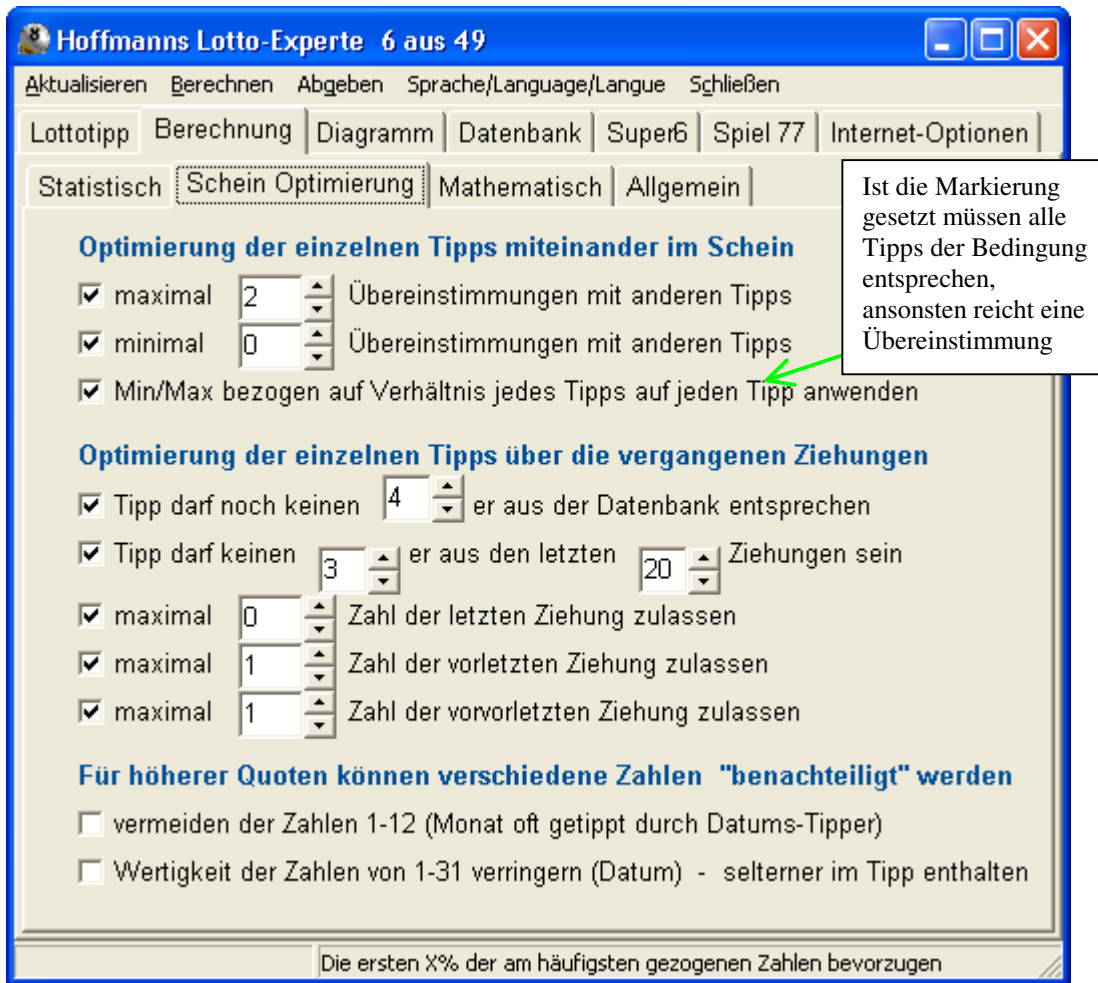 Hoffmanns Lotto-Experte 6 aus 49
Aktualisieren Berechnen Abgeben Sprache/Language/Langue Schließen
Lottotipp Berechnung Diagramm Datenbank Super6 Spiel 77 Internet-Optionen
Statistisch Schein Optimierung Mathematisch Allgemein
Ist die Markierung
gesetzt müssen alle
Tipps der Bedingung
entsprechen,
ansonsten reicht eine
Übereinstimmung
Optimierung der einzelnen Tipps miteinander im Schein
maximal 2 Übereinstimmungen mit anderen Tipps
minimal 0 Übereinstimmungen mit anderen Tipps
Min/Max bezogen auf Verhältnis jedes Tipps auf jeden Tipp anwenden
Optimierung der einzelnen Tipps über die vergangenen Ziehungen
Tipp darf noch keinen 4 er aus der Datenbank entsprechen
Tipp darf keinen 3 er aus den letzten 20 Ziehungen sein
maximal 0 Zahl der letzten Ziehung zulassen
maximal 1 Zahl der vorletzten Ziehung zulassen
maximal 1 Zahl der vorvorletzten Ziehung zulassen
Für höherer Quoten können verschiedene Zahlen "benachteiligt" werden
vermeiden der Zahlen 1-12 (Monat oft getippt durch Datums-Tipper)
Wertigkeit der Zahlen von 1-31 verringern (Datum) - selterner im Tipp enthalten
Die ersten X% der am häufigsten gezogenen Zahlen bevorzugen